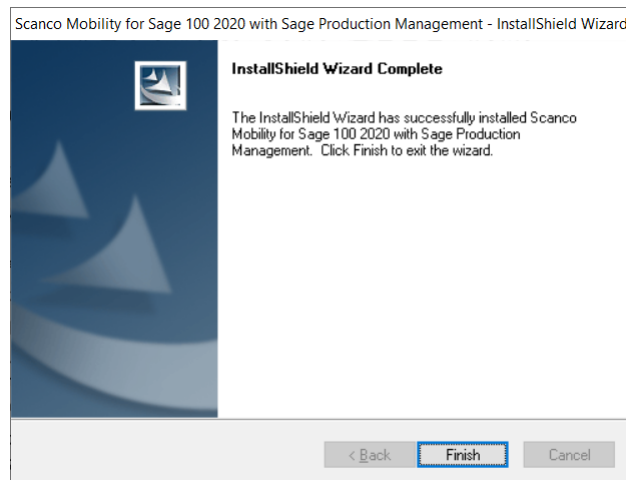 Scanco Mobility for Sage 100 2020 with Sage Production Management - InstallShield Wizard
InstallShield Wizard Complete
The InstallShield Wizard has successfully installed Scanco
Mobility for Sage 100 2020 with Sage Production
Management. Click Finish to exit the wizard.
< Back
Finish
Cancel